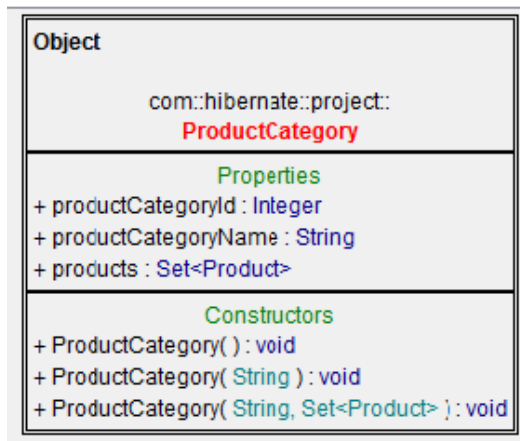 Object
com::hibernate::project::
ProductCategory
Properties
+ productCategoryId : Integer
+ productCategoryName : String
+ products : Set<Product>
Constructors
+ ProductCategory( ) : void
+ ProductCategory( String ) : void
+ ProductCategory( String, Set<Product> ) : void